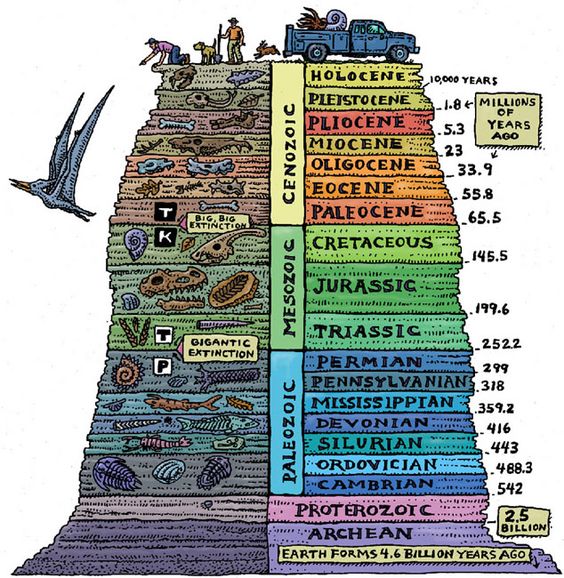 HOLOCENE
10,000 YEARS
PLEISTOCENE
1.8
MILLIONS
OF
YEARS
AGO
PLIOCENE
5.3
MIOCENE
23
OLIGOCENE
33.9
EOCENE
55.8
PALEOCENE
65.5
CENOZOIC
T
BIG, BIG
EXTINCTION
K
CRETACEOUS
145.5
JURASSIC
199.6
TRIASSIC
252.2
MESOZOIC
T
GIGANTIC
EXTINCTION
P
PERMIAN
299
PENNSYLVANIAN
318
MISSISSIPPIAN
359.2
DEVONIAN
416
SILURIAN
443
ORDOVICIAN
488.3
CAMBRIAN
542
PALEOZOIC
PROTEROZOIC
2.5
BILLION
ARCHEAN
EARTH FORMS 4.6 BILLION YEARS AGO